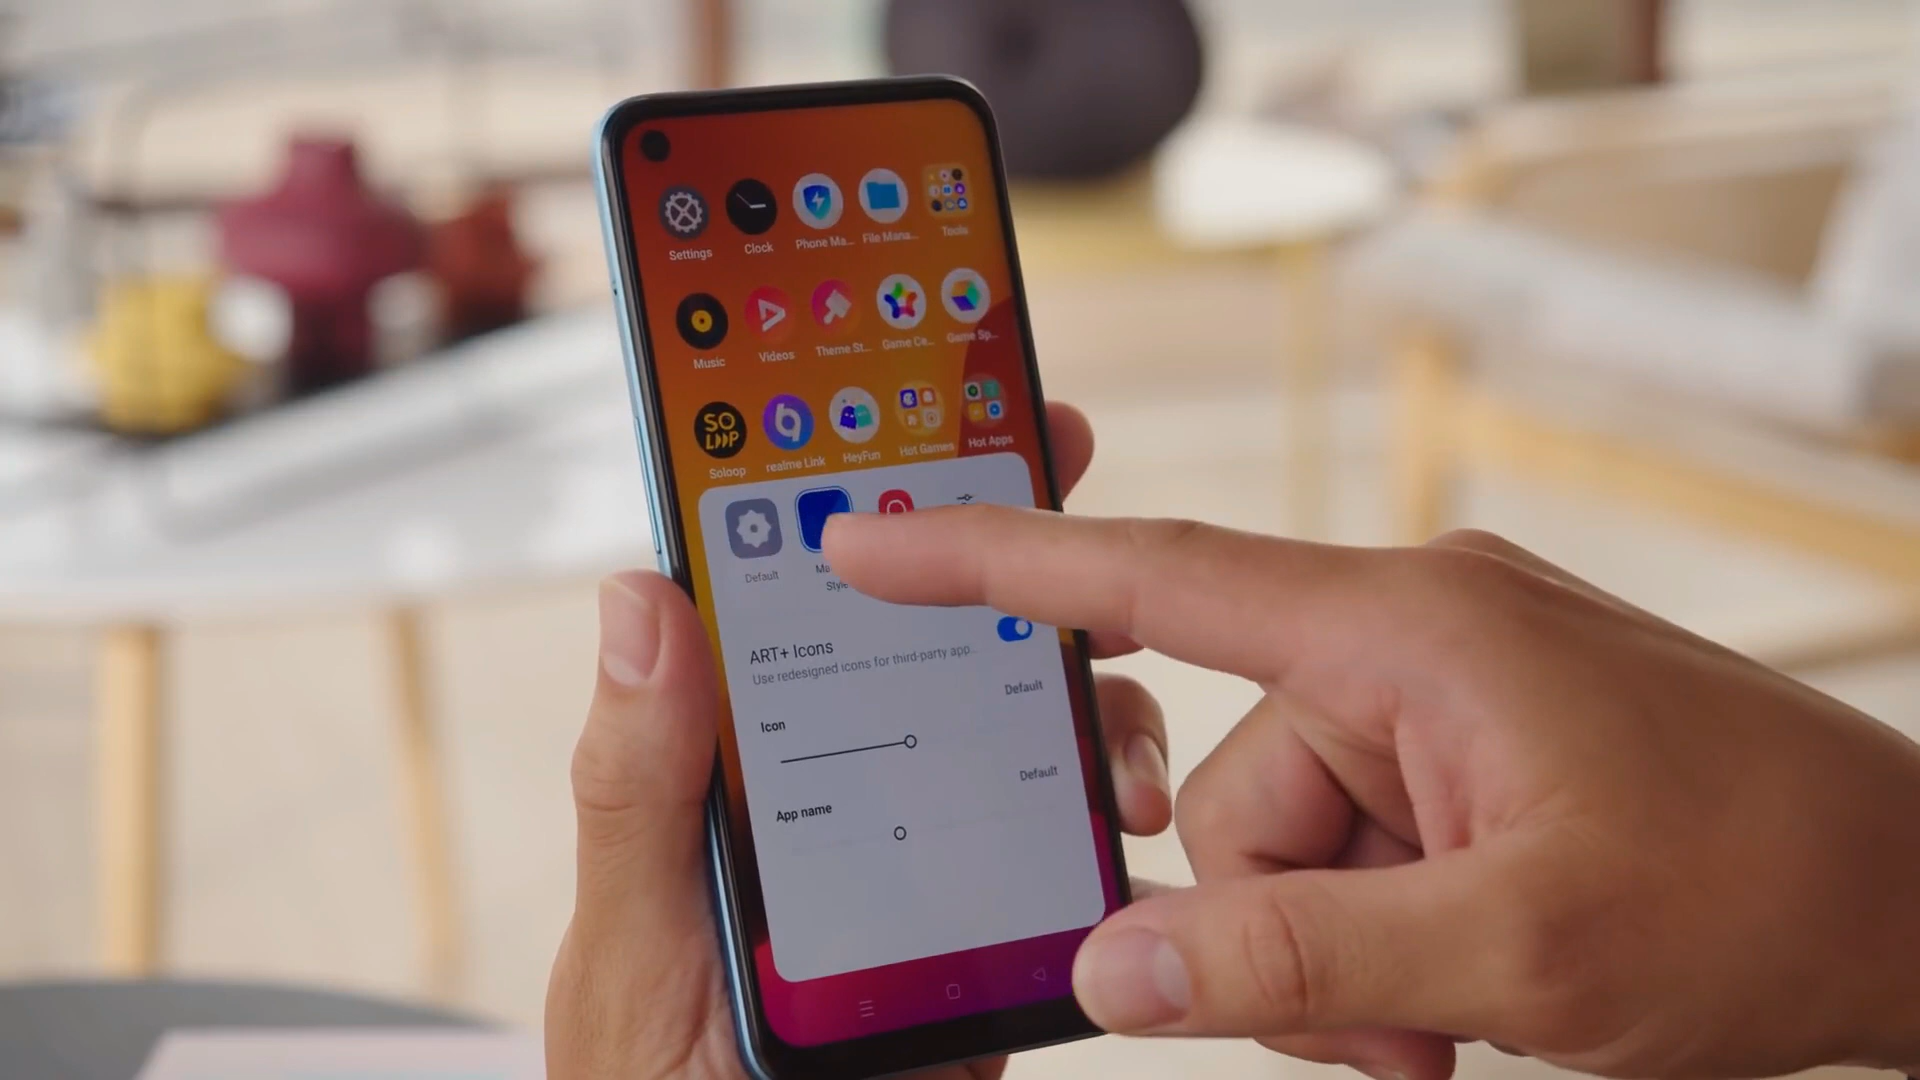 Settings
Clock
Phone Ma...
File Mana...
Tools
Music
Videos
Theme St...
Game Ce...
Game Sp...
SO
LOOP
Soloop
realme Link
HeyFun
Hot Games
Hot Apps
Default
Style
ART+ Icons
Use redesigned icons for third-party app...
Default
Icon
Default
App name